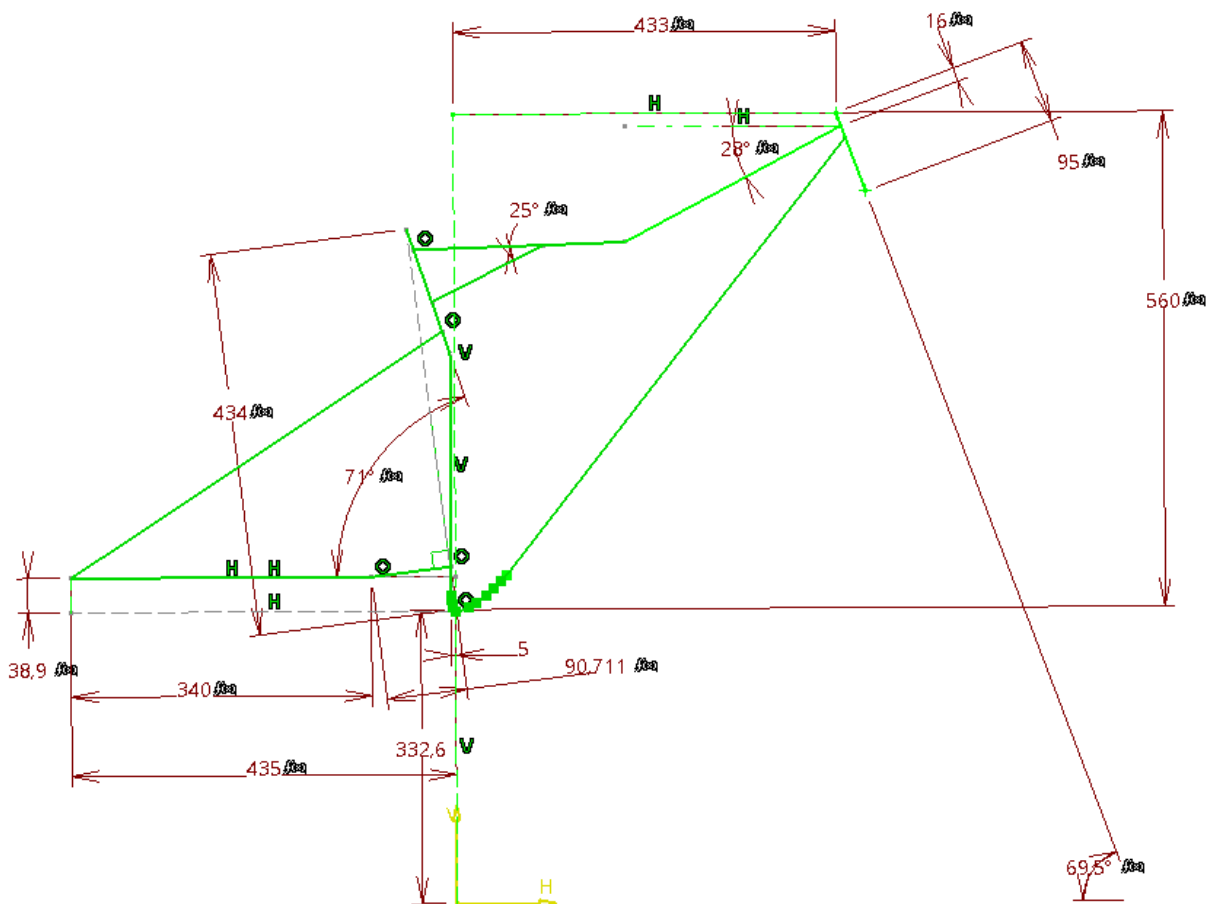 433 f(x)
16 f(x)
H
H
28° f(x)
95 f(x)
25° f(x)
560 f(x)
V
434 f(x)
V
71° f(x)
H H
H
38,9 f(x)
5
90,711 f(x)
340 f(x)
332,6
V
435 f(x)
69,5° f(x)
V
H